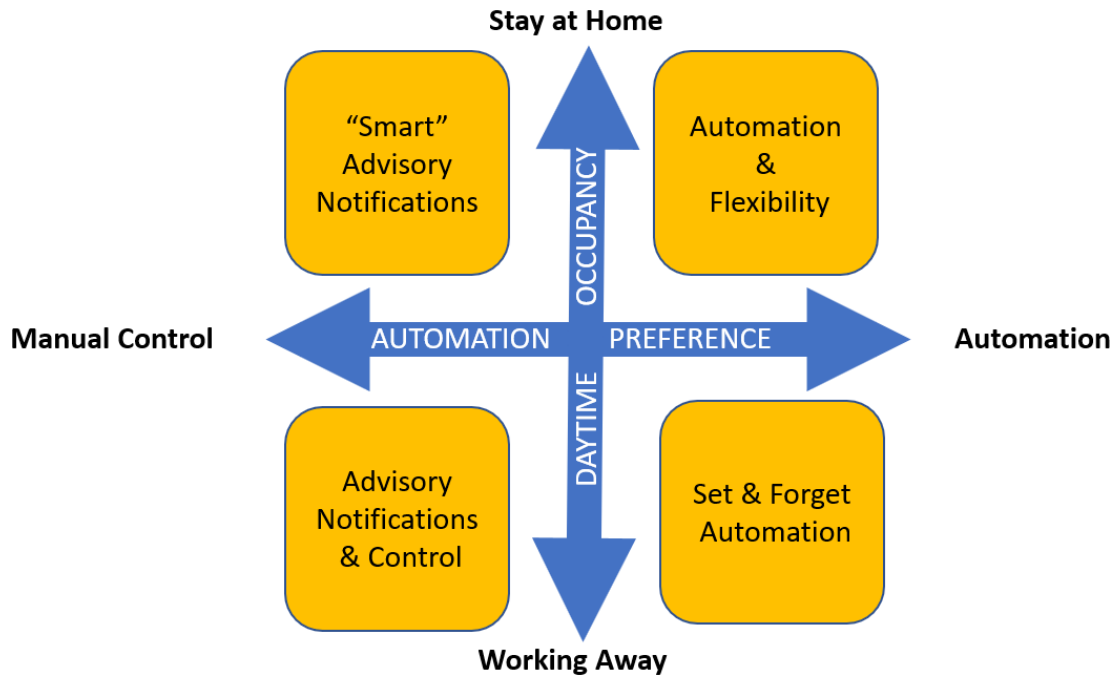 Stay at Home
“Smart”
Advisory
Notifications
Automation
&
Flexibility
OCCUPANCY
Manual Control
AUTOMATION PREFERENCE
Automation
DAYTIME
Advisory
Notifications
& Control
Set & Forget
Automation
Working Away